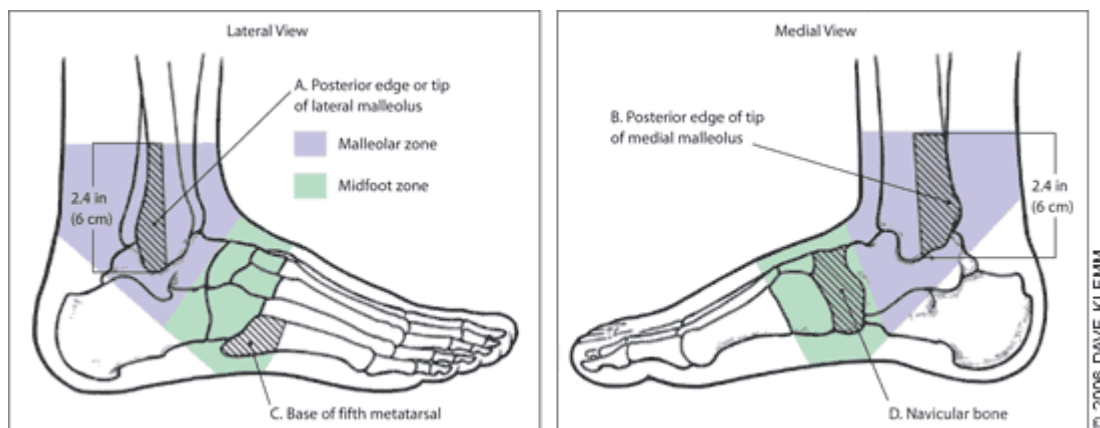 Lateral View
A. Posterior edge or tip
of lateral malleolus
Malleolar zone
Midfoot zone
2.4 in
(6 cm)
C. Base of fifth metatarsal
Medial View
B. Posterior edge of tip
of medial malleolus
2.4 in
(6 cm)
D. Navicular bone
© 2006 DAVE KLEMM